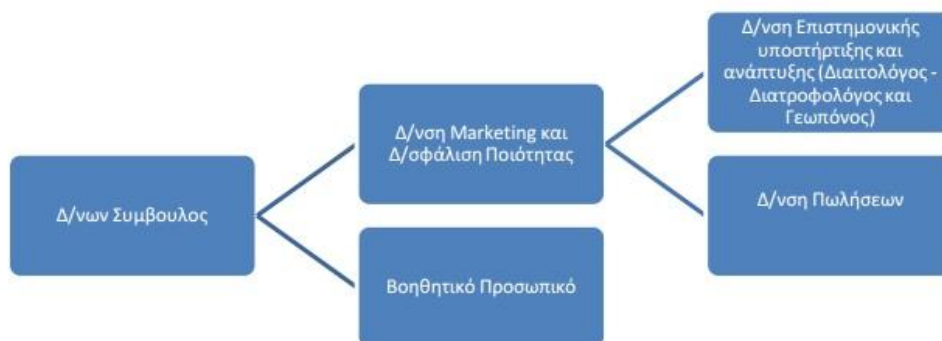 Δ/νων Συμβουλος
Δ/νση Marketing και
Δ/σφάλιση Ποιότητας
Βοηθητικό Προσωπικό
Δ/νση Επιστημονικής
υποστήρτιξης και
ανάπτυξης (Διαιτολόγος -
Διατροφολόγος και
Γεωπόνος)
Δ/νση Πωλήσεων